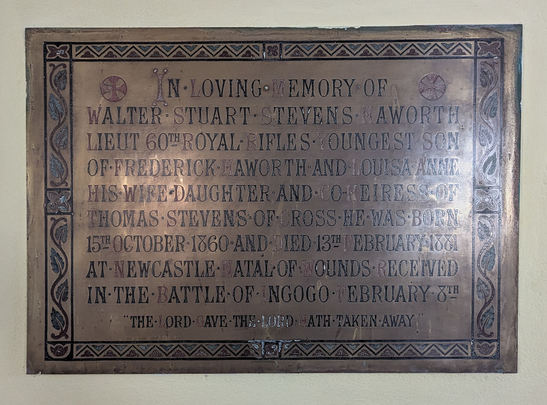 IN·LOVING·MEMORY·OF
WALTER·STUART·STEVENS·HAWORTH
LIEUT 60TH ROYAL·RIFLES·YOUNGEST SON
OF·FREDERICK·HAWORTH·AND·LOUISA·ANNE
HIS·WIFE·DAUGHTER·AND·CO-HEIRESS·OF
THOMAS·STEVENS·OF·CROSS·HE·WAS·BORN
15TH OCTOBER·1860·AND·DIED·13TH FEBRUARY·1881
AT·NEWCASTLE·NATAL·OF·WOUNDS·RECEIVED
IN·THE·BATTLE·OF·INGOGO·FEBRUARY·8TH
"THE·LORD·GAVE·THE·LORD·HATH·TAKEN·AWAY"